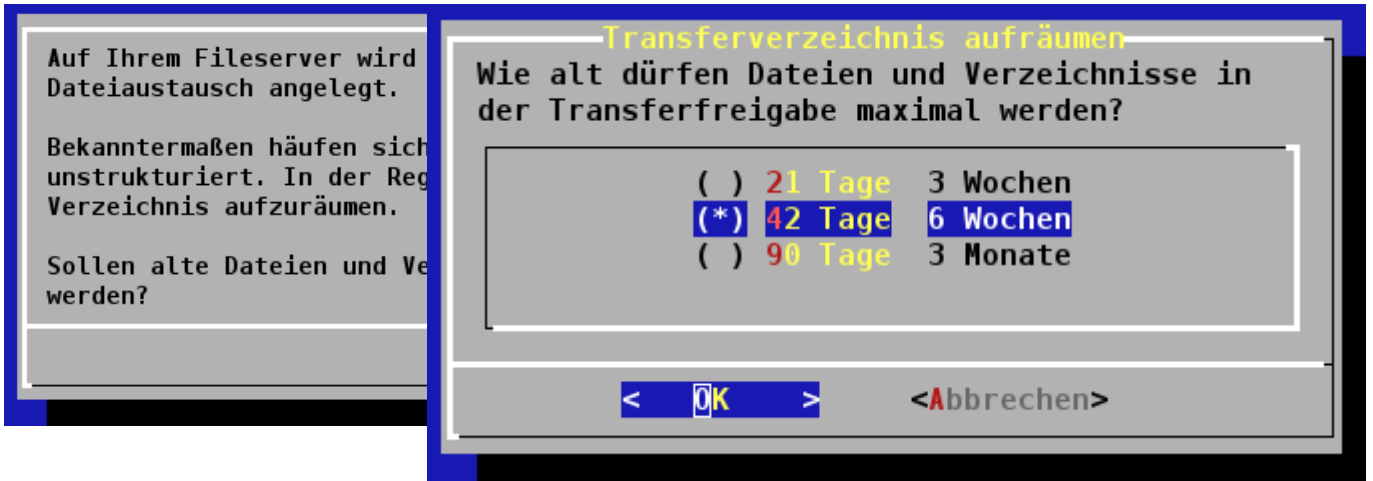 Auf Ihrem Fileserver wird
Dateiaustausch angelegt.
Bekanntermaßen häufen sich
unstrukturiert. In der Reg
Verzeichnis aufzuräumen.
Sollen alte Dateien und Ve
werden?
Transferverzeichnis aufräumen
Wie alt dürfen Dateien und Verzeichnisse in
der Transferfreigabe maximal werden?
( ) 21 Tage 3 Wochen
(*) 42 Tage 6 Wochen
( ) 90 Tage 3 Monate
< OK > <Abbrechen>